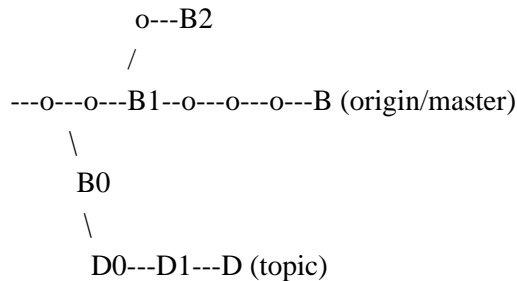 o---B2
/
---o---o---B1--o---o---o---B (origin/master)
\
B0
\
D0---D1---D (topic)